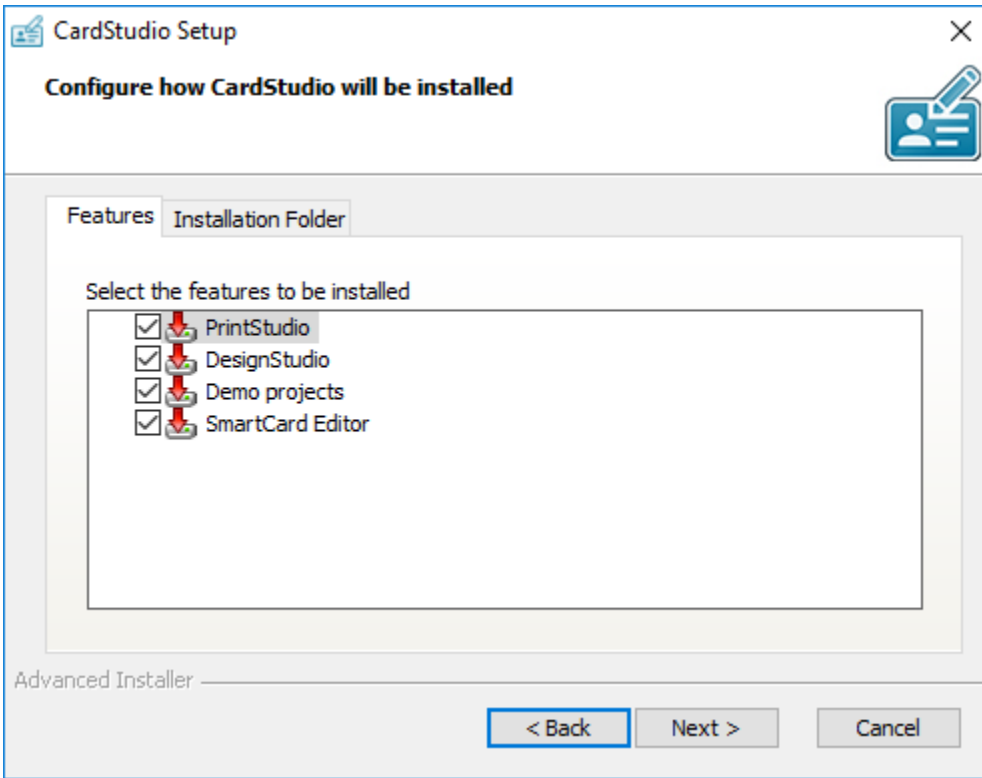 CardStudio Setup
Configure how CardStudio will be installed
Features
Installation Folder
Select the features to be installed
PrintStudio
DesignStudio
Demo projects
SmartCard Editor
Advanced Installer
< Back
Next >
Cancel